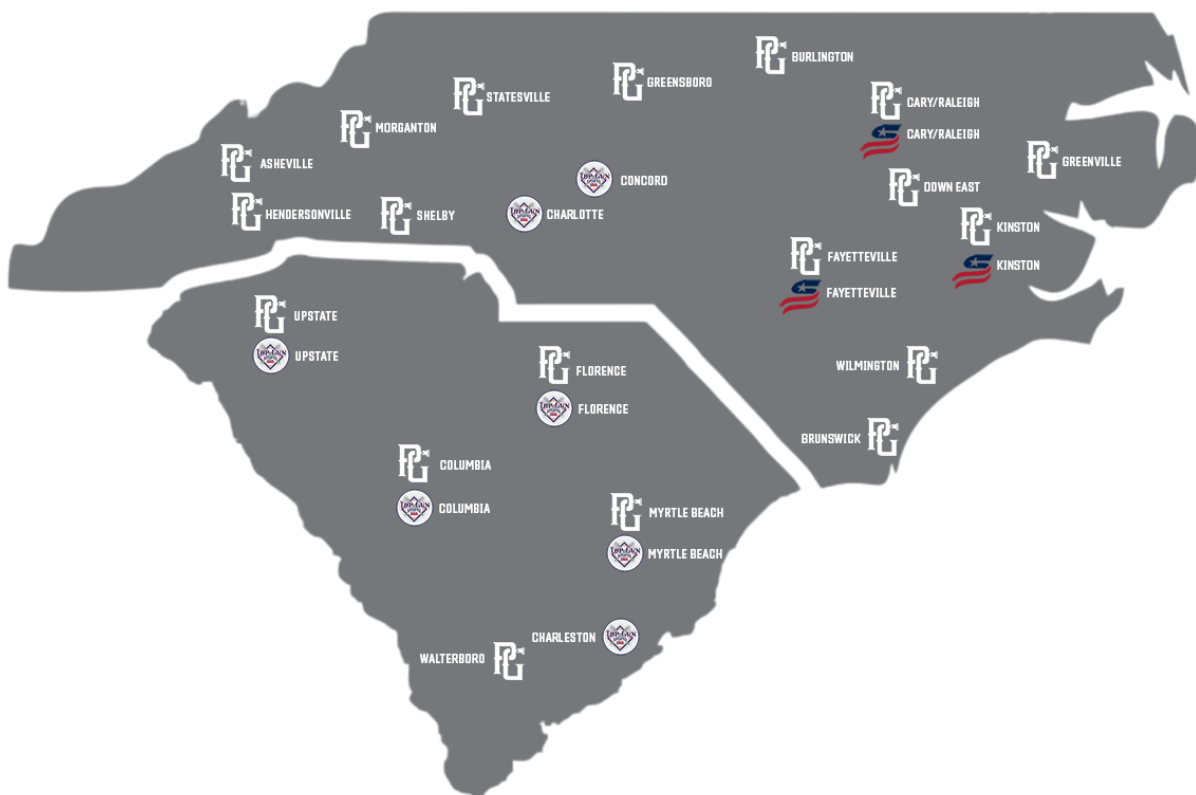 BURLINGTON
GREENSBORO
STATESVILLE
CARY/RALEIGH
MORGANTON
CARY/RALEIGH
ASHEVILLE
GREENVILLE
CONCORD
DOWN EAST
HENDERSONVILLE
SHELBY
CHARLOTTE
KINSTON
FAYETTEVILLE
KINSTON
FAYETTEVILLE
UPSTATE
UPSTATE
WILMINGTON
FLORENCE
FLORENCE
BRUNSWICK
COLUMBIA
COLUMBIA
MYRTLE BEACH
MYRTLE BEACH
CHARLESTON
WALTERBORO